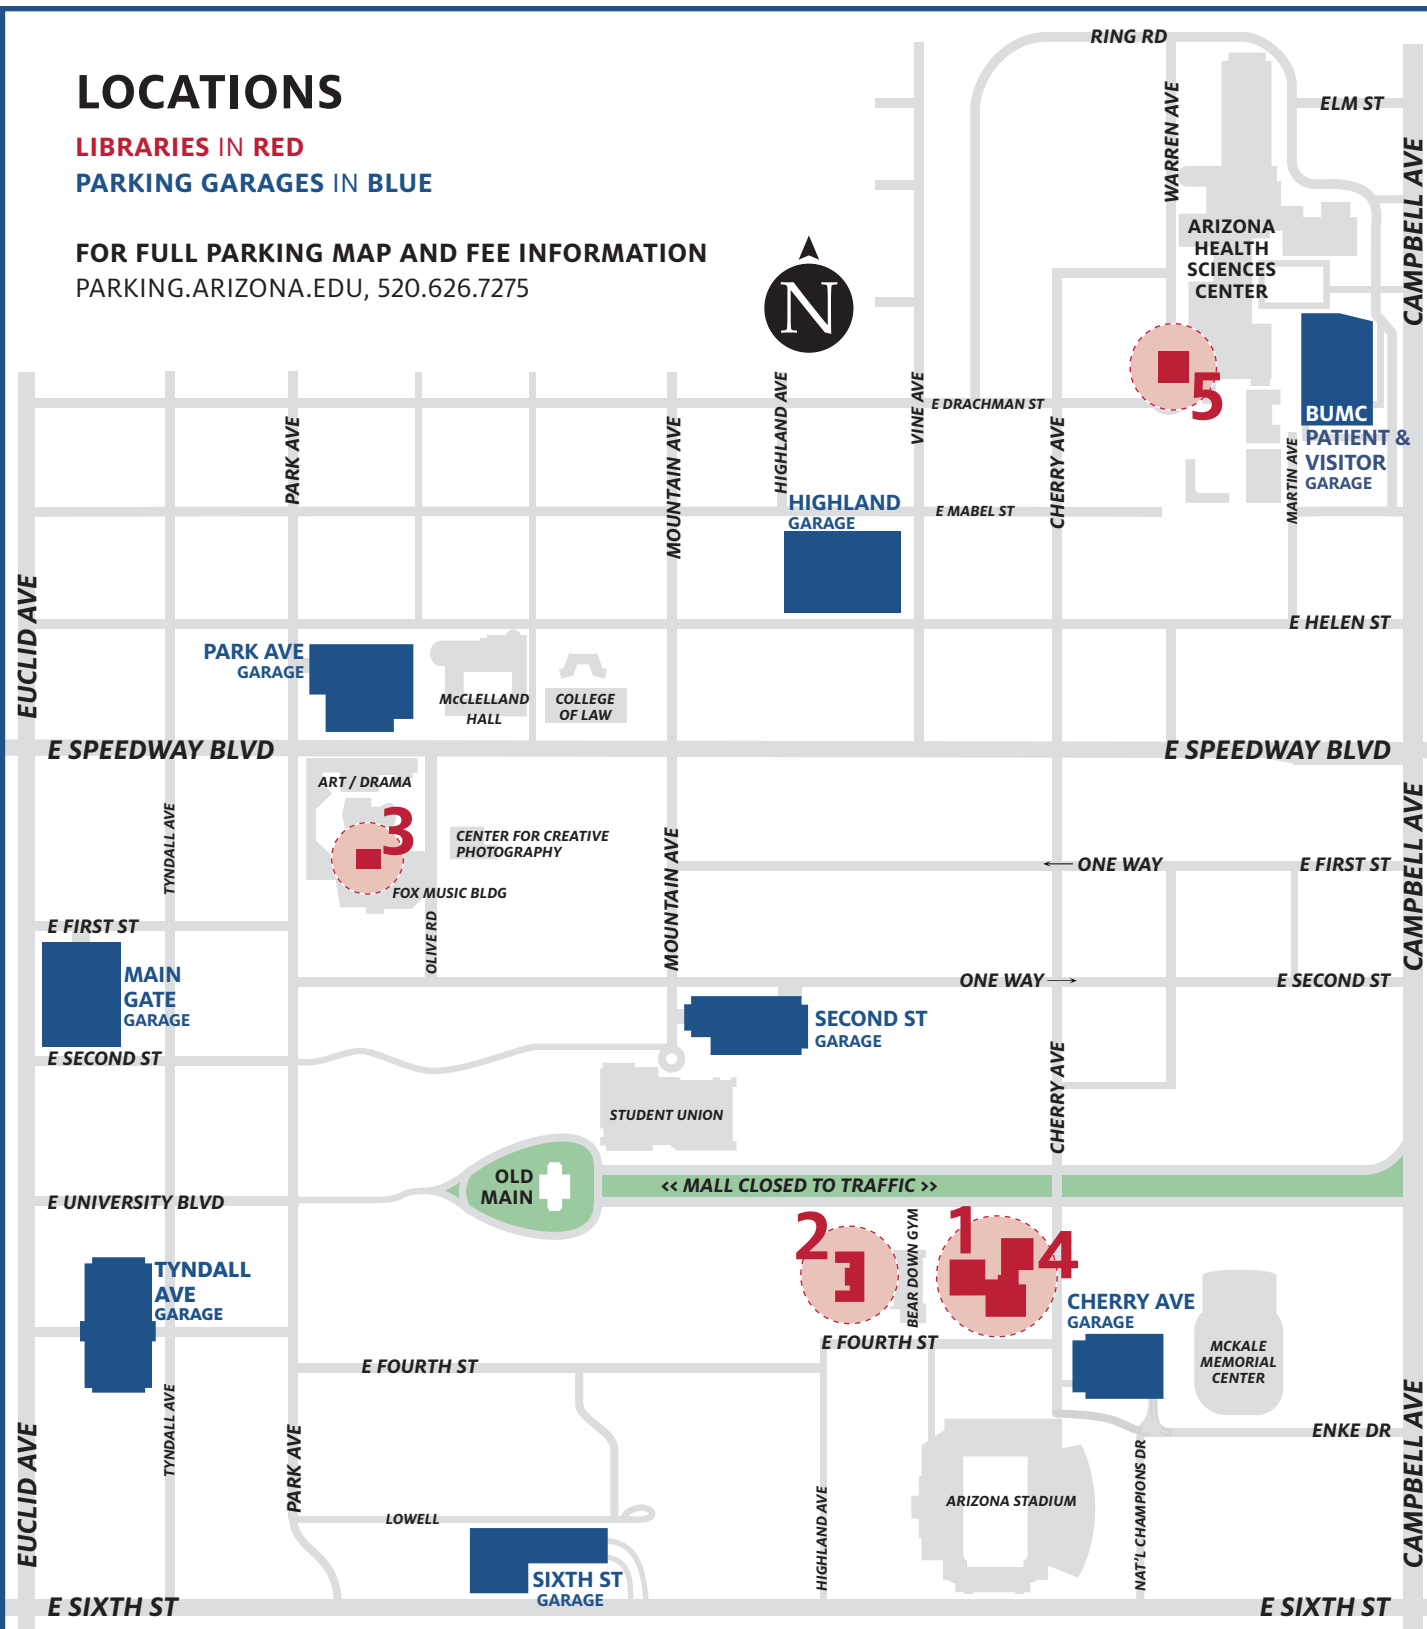 LOCATIONS
LIBRARIES IN RED
PARKING GARAGES IN BLUE
FOR FULL PARKING MAP AND FEE INFORMATION
PARKING.ARIZONA.EDU, 520.626.7275
N
RING RD
ELM ST
WARREN AVE
CAMPBELL AVE
ARIZONA
HEALTH
SCIENCES
CENTER
5
BUMC
PATIENT &
VISITOR
GARAGE
MARTIN AVE
E DRACHMAN ST
PARK AVE
MOUNTAIN AVE
HIGHLAND AVE
VINE AVE
CHERRY AVE
HIGHLAND
GARAGE
E MABEL ST
EUCLID AVE
E HELEN ST
PARK AVE
GARAGE
McCLELLAND
HALL
COLLEGE
OF LAW
E SPEEDWAY BLVD
E SPEEDWAY BLVD
ART / DRAMA
3
TYNDALL AVE
CENTER FOR CREATIVE
PHOTOGRAPHY
FOX MUSIC BLDG
OLIVE RD
MOUNTAIN AVE
ONE WAY
E FIRST ST
CAMPBELL AVE
E FIRST ST
MAIN
GATE
GARAGE
ONE WAY
E SECOND ST
SECOND ST
GARAGE
E SECOND ST
CHERRY AVE
STUDENT UNION
OLD
MAIN
<< MALL CLOSED TO TRAFFIC >>
E UNIVERSITY BLVD
2
BEAR DOWN GYM
1
4
TYNDALL
AVE
GARAGE
CHERRY AVE
GARAGE
E FOURTH ST
MCKALE
MEMORIAL
CENTER
E FOURTH ST
TYNDALL AVE
EUCLID AVE
PARK AVE
CAMPBELL AVE
ENKE DR
HIGHLAND AVE
ARIZONA STADIUM
NAT'L CHAMPIONS DR
LOWELL
SIXTH ST
GARAGE
E SIXTH ST
E SIXTH ST